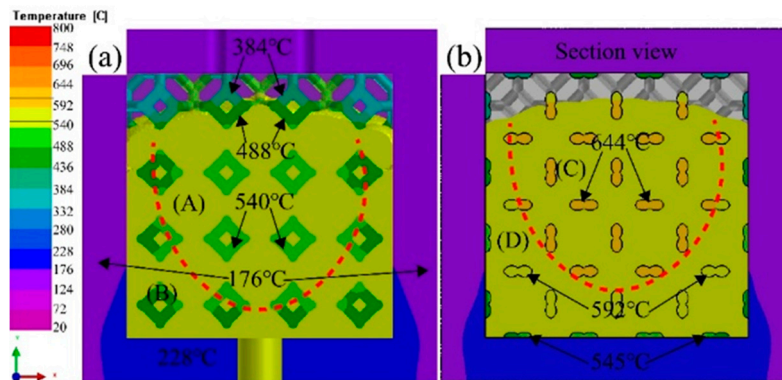 Temperature [C]
800
748
696
644
592
540
488
436
384
332
280
228
176
124
72
20
Y
X
(a)
384°C
488°C
(A)
540°C
176°C
(B)
228°C
(b)
Section view
644°C
(C)
(D)
592°C
545°C